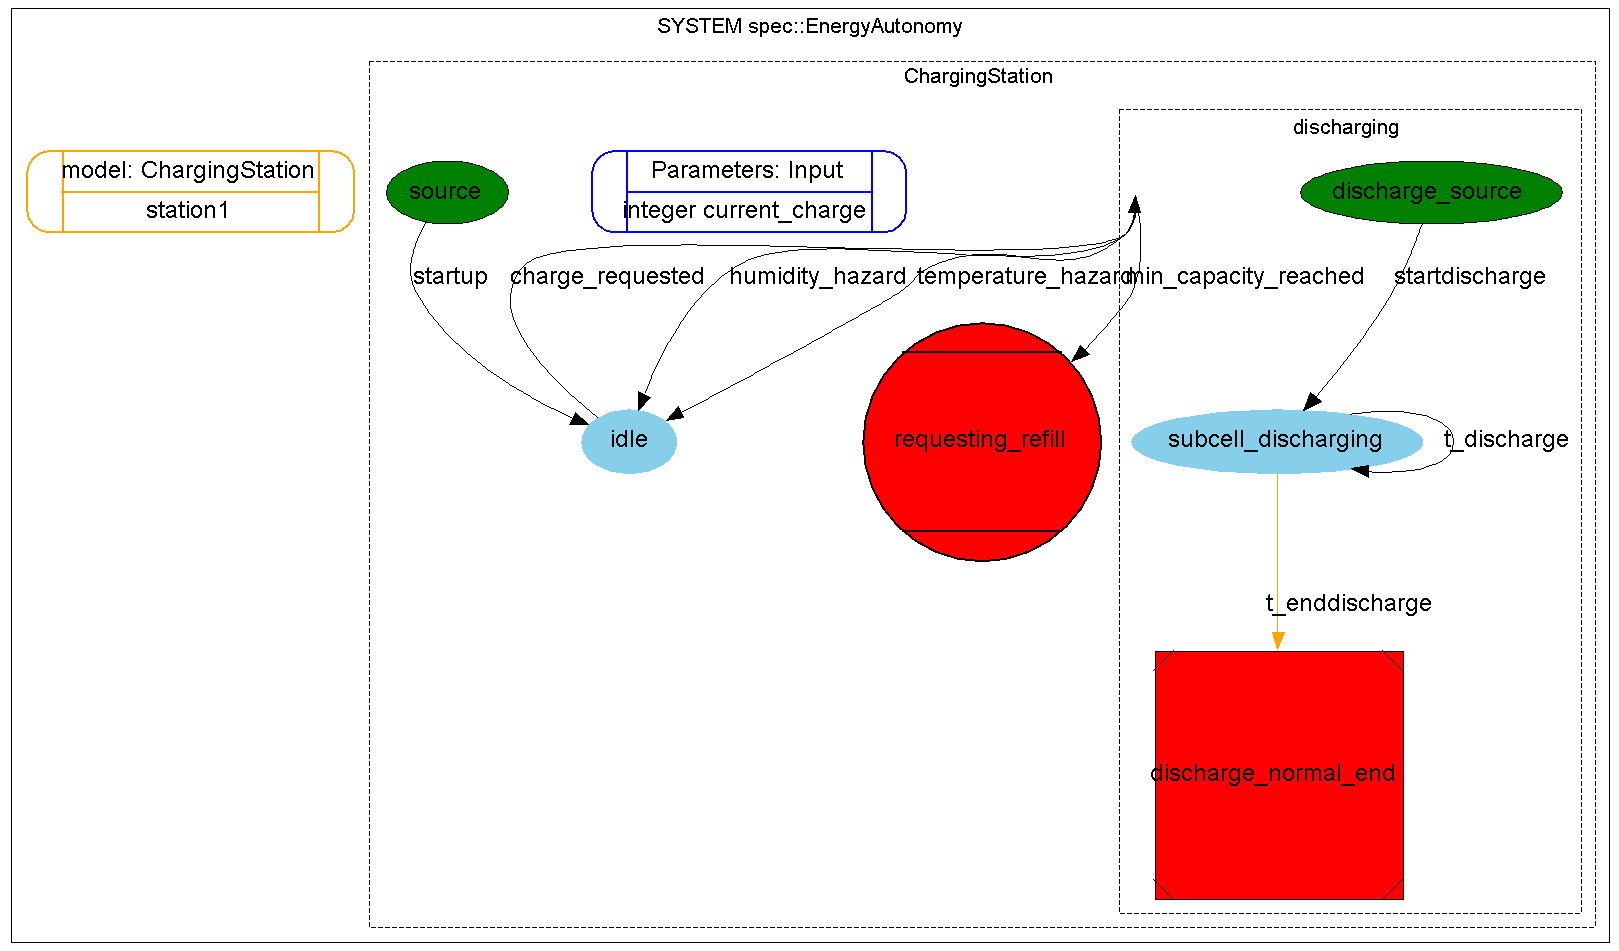 SYSTEM spec::EnergyAutonomy
ChargingStation
discharging
model: ChargingStation
station1
source
Parameters: Input
integer current_charge
discharge_source
startup
charge_requested
humidity_hazard
temperature_hazard
min_capacity_reached
startdischarge
idle
requesting_refill
subcell_discharging
t_discharge
t_enddischarge
discharge_normal_end